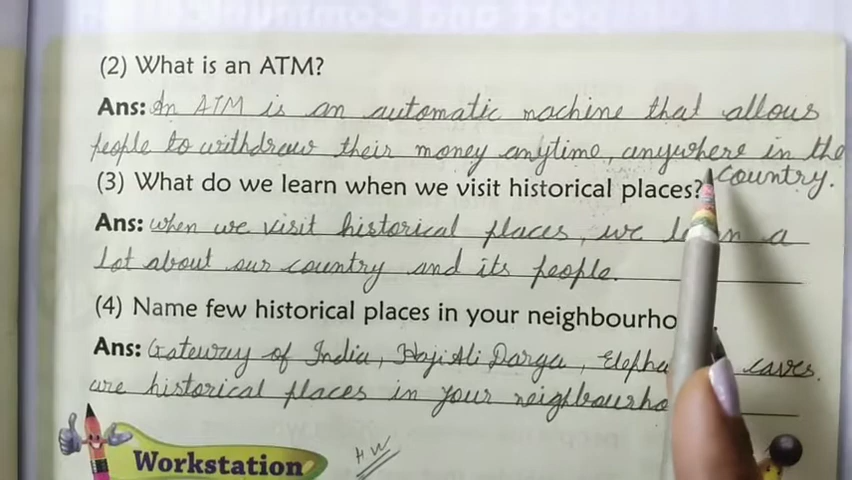 (2) What is an ATM?
Ans: An ATM is an automatic machine that allous
people to withdraw their money anytime, anywhere in the
country.
(3) What do we learn when we visit historical places?
Ans: when we visit historical places, we a
lot about our country and its people.
(4) Name few historical places in your
Ans: Gateway of India, Haji Ali Darga, caves.
are historical places in your
Workstation
HW